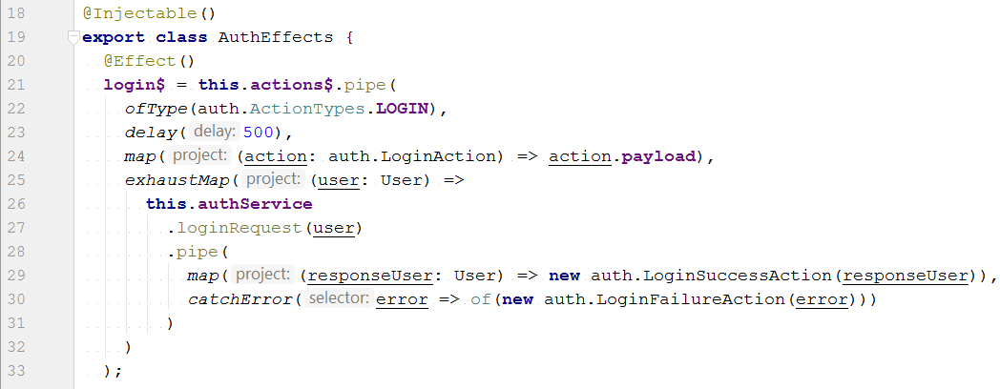 18 @Injectable()
19 export class AuthEffects {
20 @Effect()
21 login$ = this.actions$.pipe(
22 ofType(auth.ActionTypes.LOGIN),
23 delay( delay: 500),
24 map( project: (action: auth.LoginAction) => action.payload),
25 exhaustMap( project: (user: User) =>
26 this.authService
27 .loginRequest(user)
28 .pipe(
29 map( project: (responseUser: User) => new auth.LoginSuccessAction(responseUser)),
30 catchError( selector: error => of(new auth.LoginFailureAction(error)))
31 )
32 )
33 );